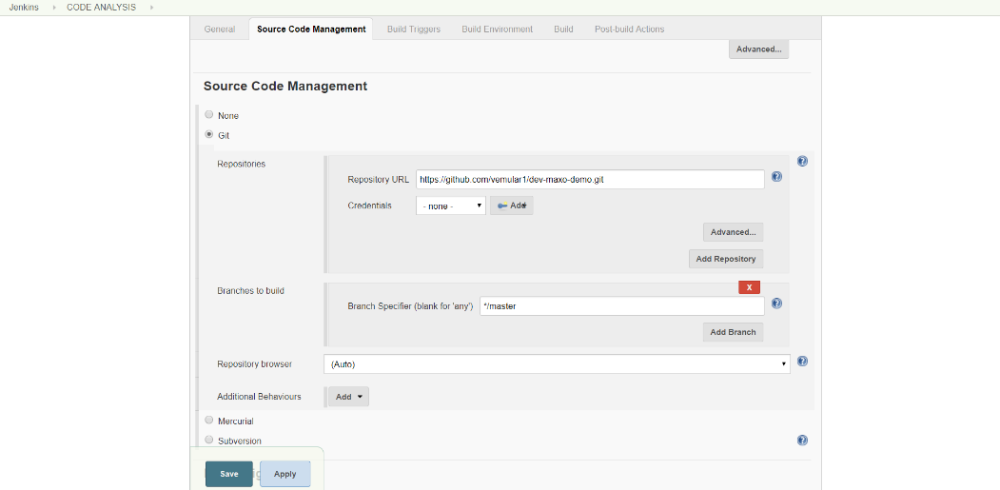 Jenkins CODE ANALYSIS
General Source Code Management Build Triggers Build Environment Build Post-build Actions
Advanced...
Source Code Management
None
Git
Repositories
Repository URL https://github.com/vemular1/dev-maxo-demo.git
Credentials - none - Add
Advanced...
Add Repository
Branches to build
X
Branch Specifier (blank for 'any') */master
Add Branch
Repository browser (Auto)
Additional Behaviours Add
Mercurial
Subversion
Save Apply